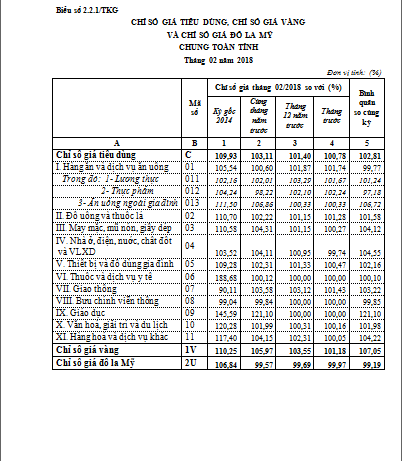 Biểu số 2.2.1/TKG
CHỈ SỐ GIÁ TIÊU DÙNG, CHỈ SỐ GIÁ VÀNG
VÀ CHỈ SỐ GIÁ ĐÔ LA MỸ
CHUNG TOÀN TỈNH
Tháng 02 năm 2018
Đơn vị tính: (%)
Mã số Chỉ số giá tháng 02/2018 so với (%) Bình quân so cùng kỳ
Kỳ gốc 2014 Cùng tháng năm trước Tháng 12 năm trước Tháng trước
A B 1 2 3 4 5
Chỉ số giá tiêu dùng C 109,93 103,11 101,40 100,78 102,81
I. Hàng ăn và dịch vụ ăn uống 01 105,54 100,60 101,87 101,74 99,77
Trong đó: 1- Lương thực 011 102,16 102,01 103,29 101,67 101,24
2- Thực phẩm 012 104,24 98,22 102,10 102,24 97,18
3- Ăn uống ngoài gia đình 013 111,50 106,86 100,33 100,33 106,72
II. Đồ uống và thuốc lá 02 110,70 102,22 101,15 101,28 101,58
III. May mặc, mũ nón, giầy dép 03 110,58 104,31 101,15 100,27 104,12
IV. Nhà ở, điện, nước, chất đốt
và VLXD 04 103,52 104,11 100,95 99,74 104,55
V. Thiết bị và đồ dùng gia đình 05 109,28 102,31 101,33 100,47 102,16
VI. Thuốc và dịch vụ y tế 06 188,68 100,12 100,00 100,00 100,10
VII. Giao thông 07 90,11 103,58 103,12 101,43 103,22
VIII. Bưu chính viễn thông 08 99,04 99,84 100,00 100,00 99,85
IX. Giáo dục 09 145,59 121,10 100,00 100,00 121,10
X. Văn hoá, giải trí và du lịch 10 120,28 101,99 100,31 100,16 101,98
XI. Hàng hoá và dịch vụ khác 11 117,40 104,15 102,31 100,05 104,22
Chỉ số giá vàng 1V 110,25 105,97 103,55 101,18 107,05
Chỉ số giá đô la Mỹ 2U 106,84 99,57 99,69 99,97 99,19